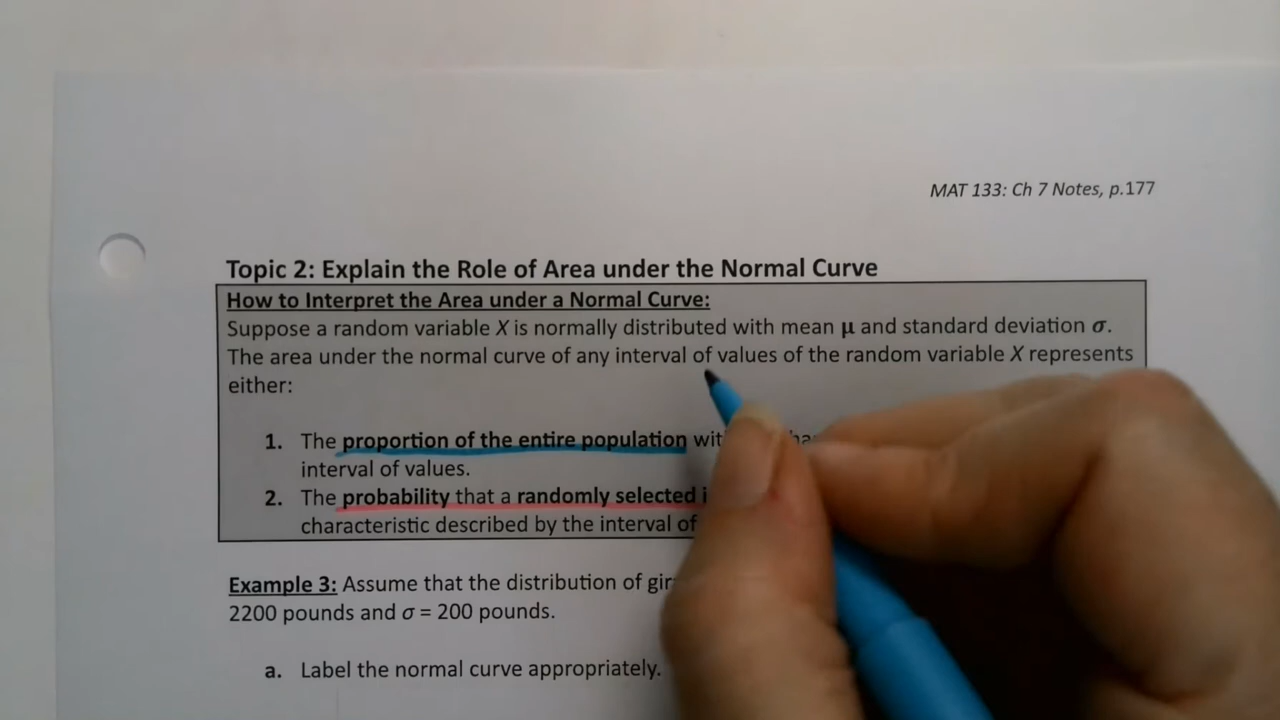 MAT 133: Ch 7 Notes, p.177
Topic 2: Explain the Role of Area under the Normal Curve
How to Interpret the Area under a Normal Curve:
Suppose a random variable X is normally distributed with mean μ and standard deviation σ.
The area under the normal curve of any interval of values of the random variable X represents
either:
1. The proportion of the entire population
interval of values.
2. The probability that a randomly selected
characteristic described by the interval of
Example 3: Assume that the distribution of
2200 pounds and σ = 200 pounds.
a. Label the normal curve appropriately.